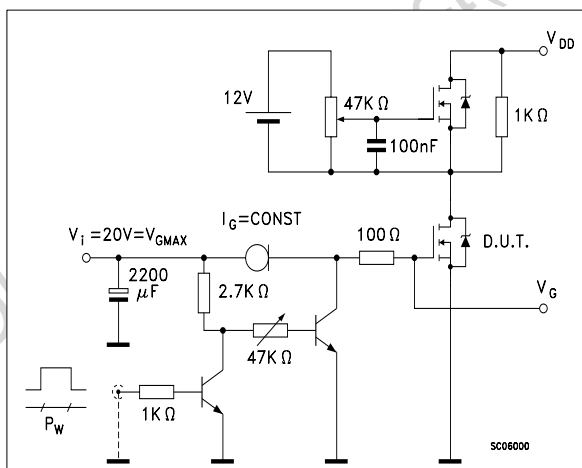 V_DD
12V
47K Ω
1K Ω
100nF
I_G=CONST
V_i =20V=V_GMAX
100 Ω
D.U.T.
2200
μF
2.7K Ω
V_G
47K Ω
1K Ω
P_W
SC06000